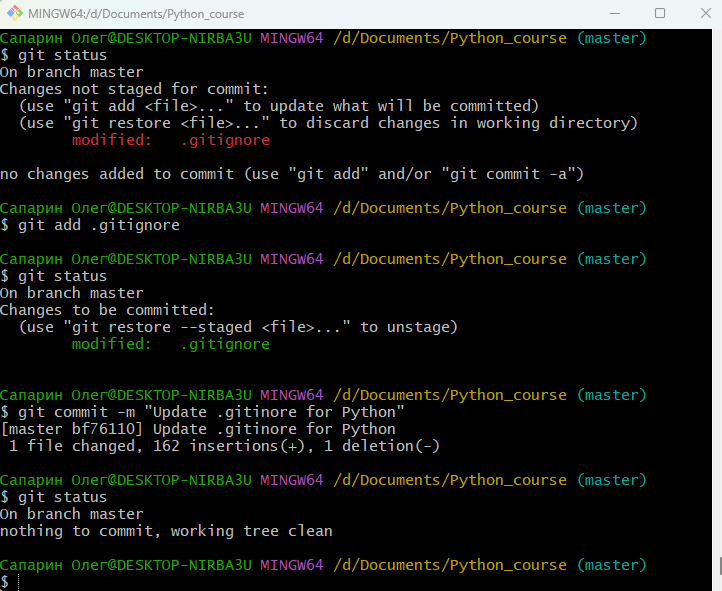 MINGW64:/d/Documents/Python_course
Сапарин Олег@DESKTOP-NIRBA3U MINGW64 /d/Documents/Python_course (master)
$ git status
On branch master
Changes not staged for commit:
  (use "git add <file>..." to update what will be committed)
  (use "git restore <file>..." to discard changes in working directory)
        modified:   .gitignore

no changes added to commit (use "git add" and/or "git commit -a")

Сапарин Олег@DESKTOP-NIRBA3U MINGW64 /d/Documents/Python_course (master)
$ git add .gitignore

Сапарин Олег@DESKTOP-NIRBA3U MINGW64 /d/Documents/Python_course (master)
$ git status
On branch master
Changes to be committed:
  (use "git restore --staged <file>..." to unstage)
        modified:   .gitignore

Сапарин Олег@DESKTOP-NIRBA3U MINGW64 /d/Documents/Python_course (master)
$ git commit -m "Update .gitinore for Python"
[master bf76110] Update .gitinore for Python
 1 file changed, 162 insertions(+), 1 deletion(-)

Сапарин Олег@DESKTOP-NIRBA3U MINGW64 /d/Documents/Python_course (master)
$ git status
On branch master
nothing to commit, working tree clean

Сапарин Олег@DESKTOP-NIRBA3U MINGW64 /d/Documents/Python_course (master)
$